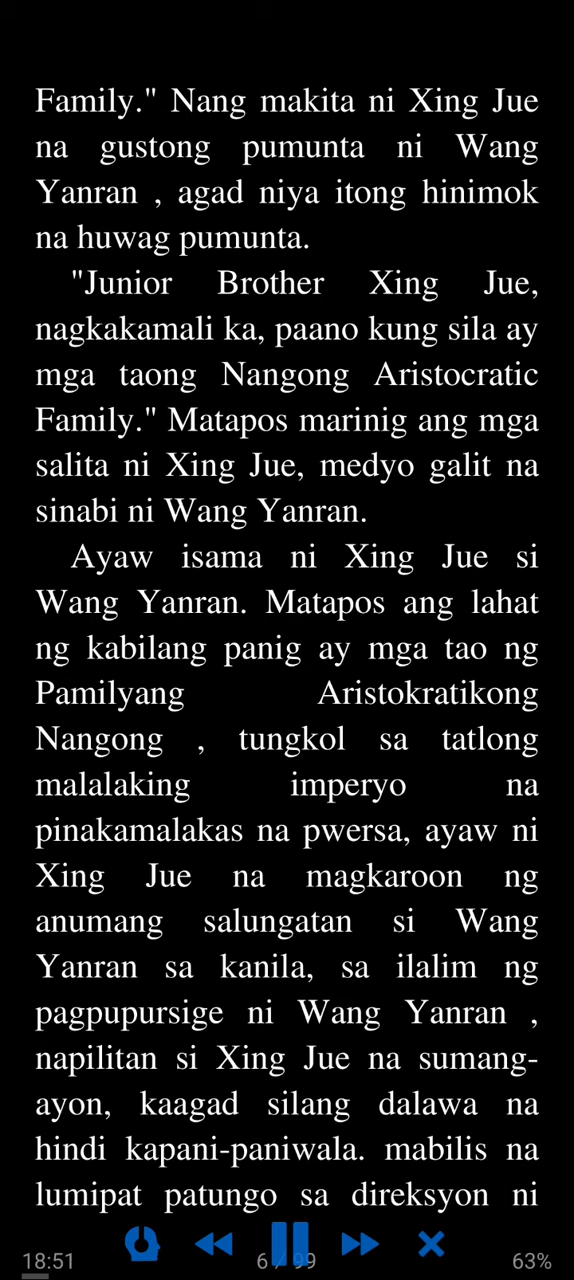 Family." Nang makita ni Xing Jue
na gustong pumunta ni Wang
Yanran , agad niya itong hinimok
na huwag pumunta.
"Junior Brother Xing Jue,
nagkakamali ka, paano kung sila ay
mga taong Nangong Aristocratic
Family." Matapos marinig ang mga
salita ni Xing Jue, medyo galit na
sinabi ni Wang Yanran.
Ayaw isama ni Xing Jue si
Wang Yanran. Matapos ang lahat
ng kabilang panig ay mga tao ng
Pamilyang Aristokratikong
Nangong , tungkol sa tatlong
malalaking imperyo na
pinakamalakas na pwersa, ayaw ni
Xing Jue na magkaroon ng
anumang salungatan si Wang
Yanran sa kanila, sa ilalim ng
pagpupursige ni Wang Yanran ,
napilitan si Xing Jue na sumang-
ayon, kaagad silang dalawa na
hindi kapani-paniwala. mabilis na
lumipat patungo sa direksyon ni
18:51 6 / 99 63%